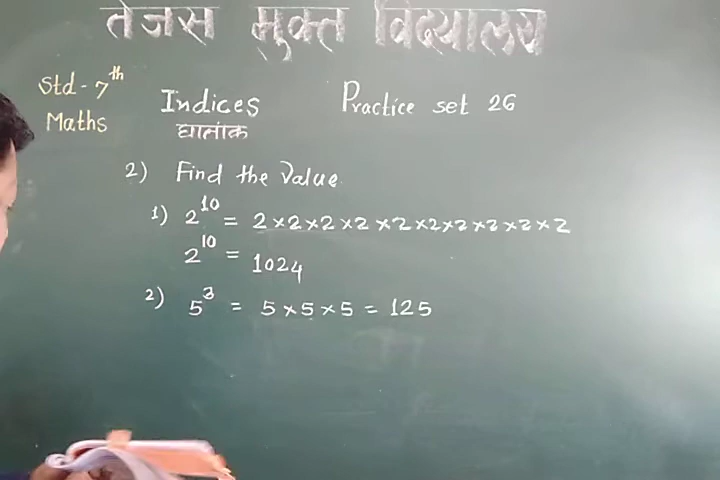 तेजस मुक्त विद्यालय
Std - 7th
Maths
Indices
घातांक
Practice set 26
2) Find the value.
1) 2^10 = 2×2×2×2×2×2×2×2×2×2
2^10 = 1024
2) 5^3 = 5×5×5 = 125